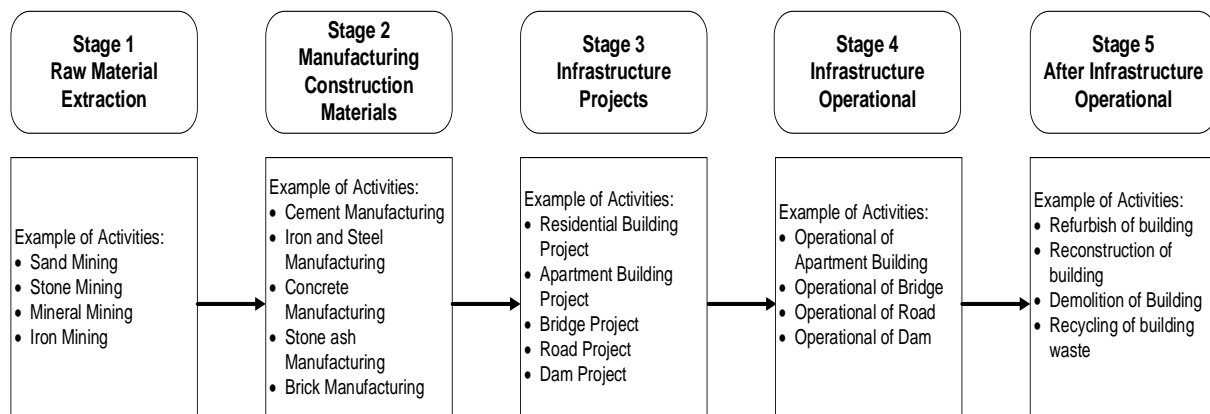 Stage 1
Raw Material
Extraction
Stage 2
Manufacturing
Construction
Materials
Stage 3
Infrastructure
Projects
Stage 4
Infrastructure
Operational
Stage 5
After Infrastructure
Operational
Example of Activities:
• Sand Mining
• Stone Mining
• Mineral Mining
• Iron Mining
Example of Activities:
• Cement Manufacturing
• Iron and Steel
Manufacturing
• Concrete
Manufacturing
• Stone ash
Manufacturing
• Brick Manufacturing
Example of Activities:
• Residential Building
Project
• Apartment Building
Project
• Bridge Project
• Road Project
• Dam Project
Example of Activities:
• Operational of
Apartment Building
• Operational of Bridge
• Operational of Road
• Operational of Dam
Example of Activities:
• Refurbish of building
• Reconstruction of
building
• Demolition of Building
• Recycling of building
waste